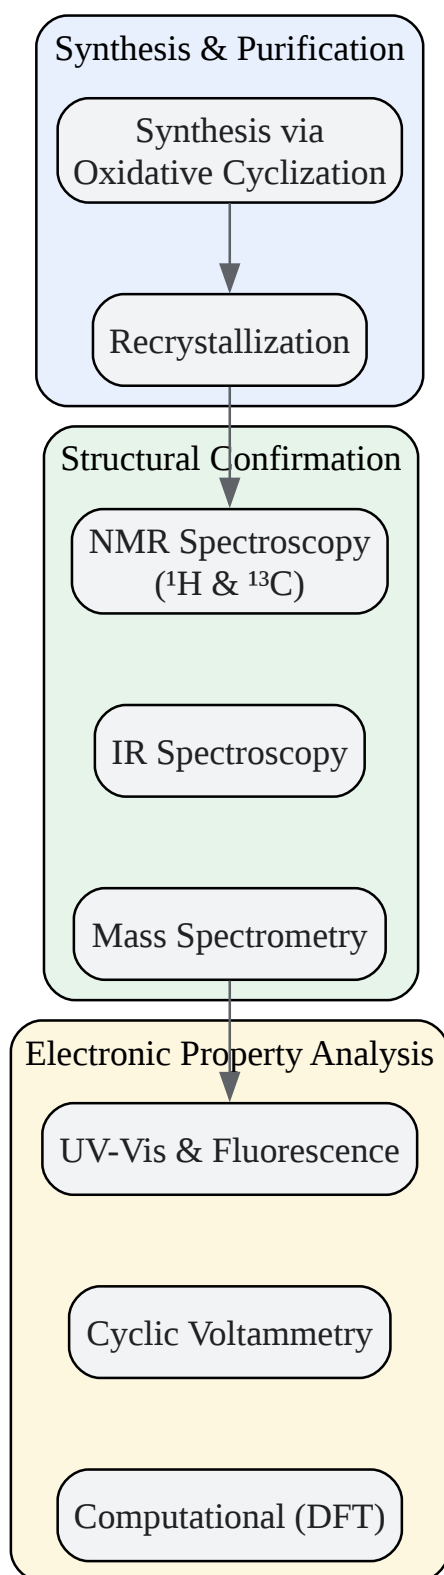 Synthesis & Purification
Synthesis via
Oxidative Cyclization
Recrystallization
Structural Confirmation
NMR Spectroscopy
(¹H & ¹³C)
IR Spectroscopy
Mass Spectrometry
Electronic Property Analysis
UV-Vis & Fluorescence
Cyclic Voltammetry
Computational (DFT)